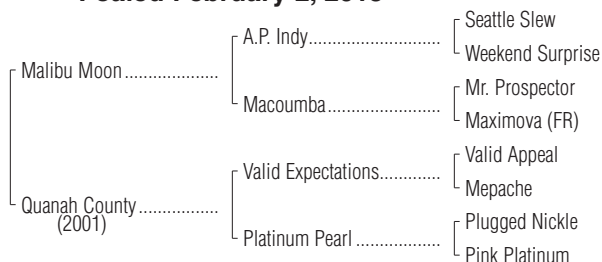 Foaled February 2,
Seattle Slew
A.P. Indy
Weekend Surprise
Malibu Moon
Mr. Prospector
Macoumba
Maximova (FR)
Valid Appeal
Valid Expectations
Mepache
Quanah County
(2001)
Plugged Nickle
Platinum Pearl
Pink Platinum